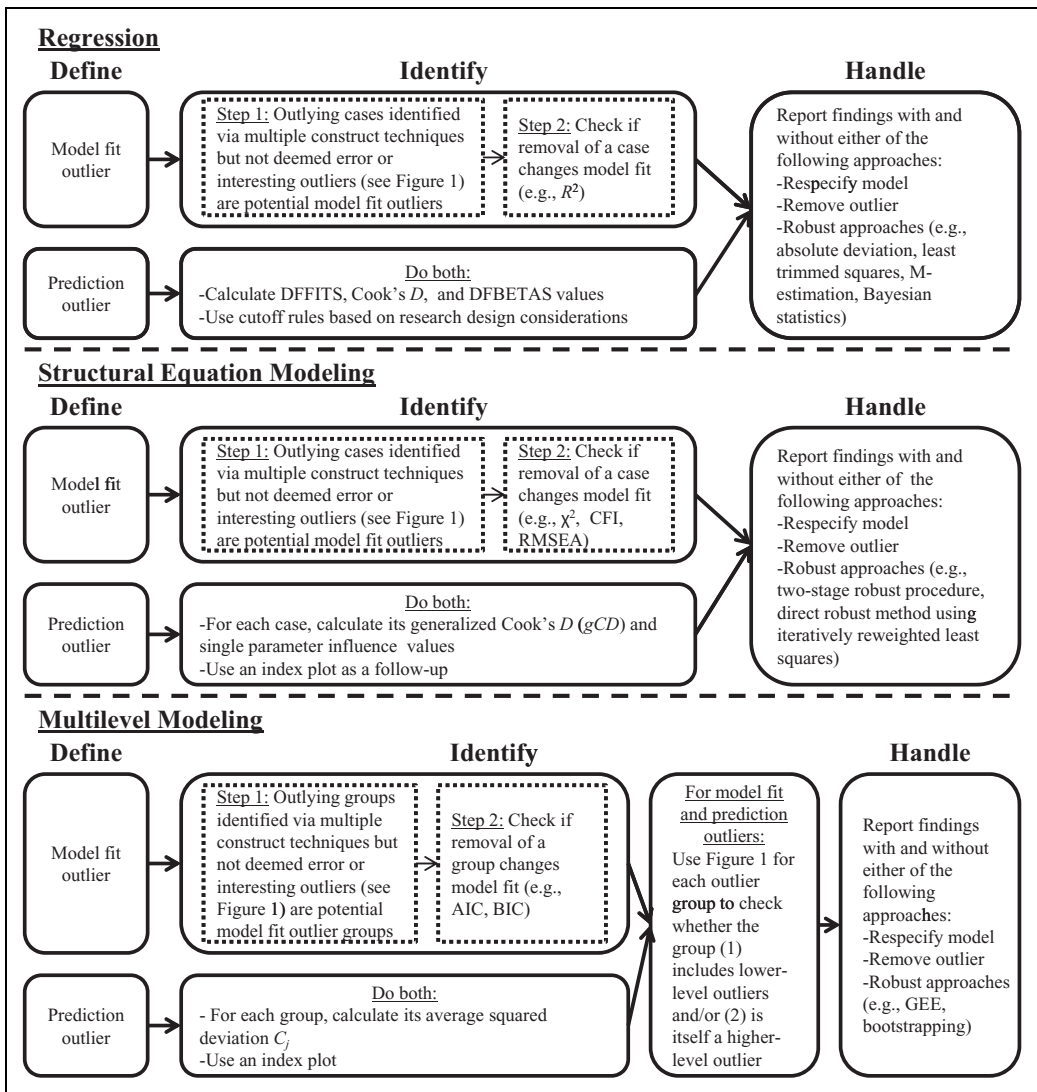 Regression
Define
Identify
Handle
Model fit
outlier
Step 1: Outlying cases identified
via multiple construct techniques
but not deemed error or
interesting outliers (see Figure 1)
are potential model fit outliers
Step 2: Check if
removal of a case
changes model fit
(e.g., R²)
Prediction
outlier
Do both:
-Calculate DFFITS, Cook's D, and DFBETAS values
-Use cutoff rules based on research design considerations
Report findings with and
without either of the
following approaches:
-Respecify model
-Remove outlier
-Robust approaches (e.g.,
absolute deviation, least
trimmed squares, M-
estimation, Bayesian
statistics)
Structural Equation Modeling
Define
Identify
Handle
Model fit
outlier
Step 1: Outlying cases identified
via multiple construct techniques
but not deemed error or
interesting outliers (see Figure 1)
are potential model fit outliers
Step 2: Check if
removal of a case
changes model fit
(e.g., χ², CFI,
RMSEA)
Prediction
outlier
Do both:
-For each case, calculate its generalized Cook's D (gCD) and
single parameter influence values
-Use an index plot as a follow-up
Report findings with and
without either of the
following approaches:
-Respecify model
-Remove outlier
-Robust approaches (e.g.,
two-stage robust procedure,
direct robust method using
iteratively reweighted least
squares)
Multilevel Modeling
Define
Identify
Handle
Model fit
outlier
Step 1: Outlying groups
identified via multiple
construct techniques but
not deemed error or
interesting outliers (see
Figure 1) are potential
model fit outlier groups
Step 2: Check if
removal of a
group changes
model fit (e.g.,
AIC, BIC)
Prediction
outlier
Do both:
- For each group, calculate its average squared
deviation Cj
-Use an index plot
For model fit
and prediction
outliers:
Use Figure 1 for
each outlier
group to check
whether the
group (1)
includes lower-
level outliers
and/or (2) is
itself a higher-
level outlier
Report findings
with and without
either of the
following
approaches:
-Respecify model
-Remove outlier
-Robust approaches
(e.g., GEE,
bootstrapping)